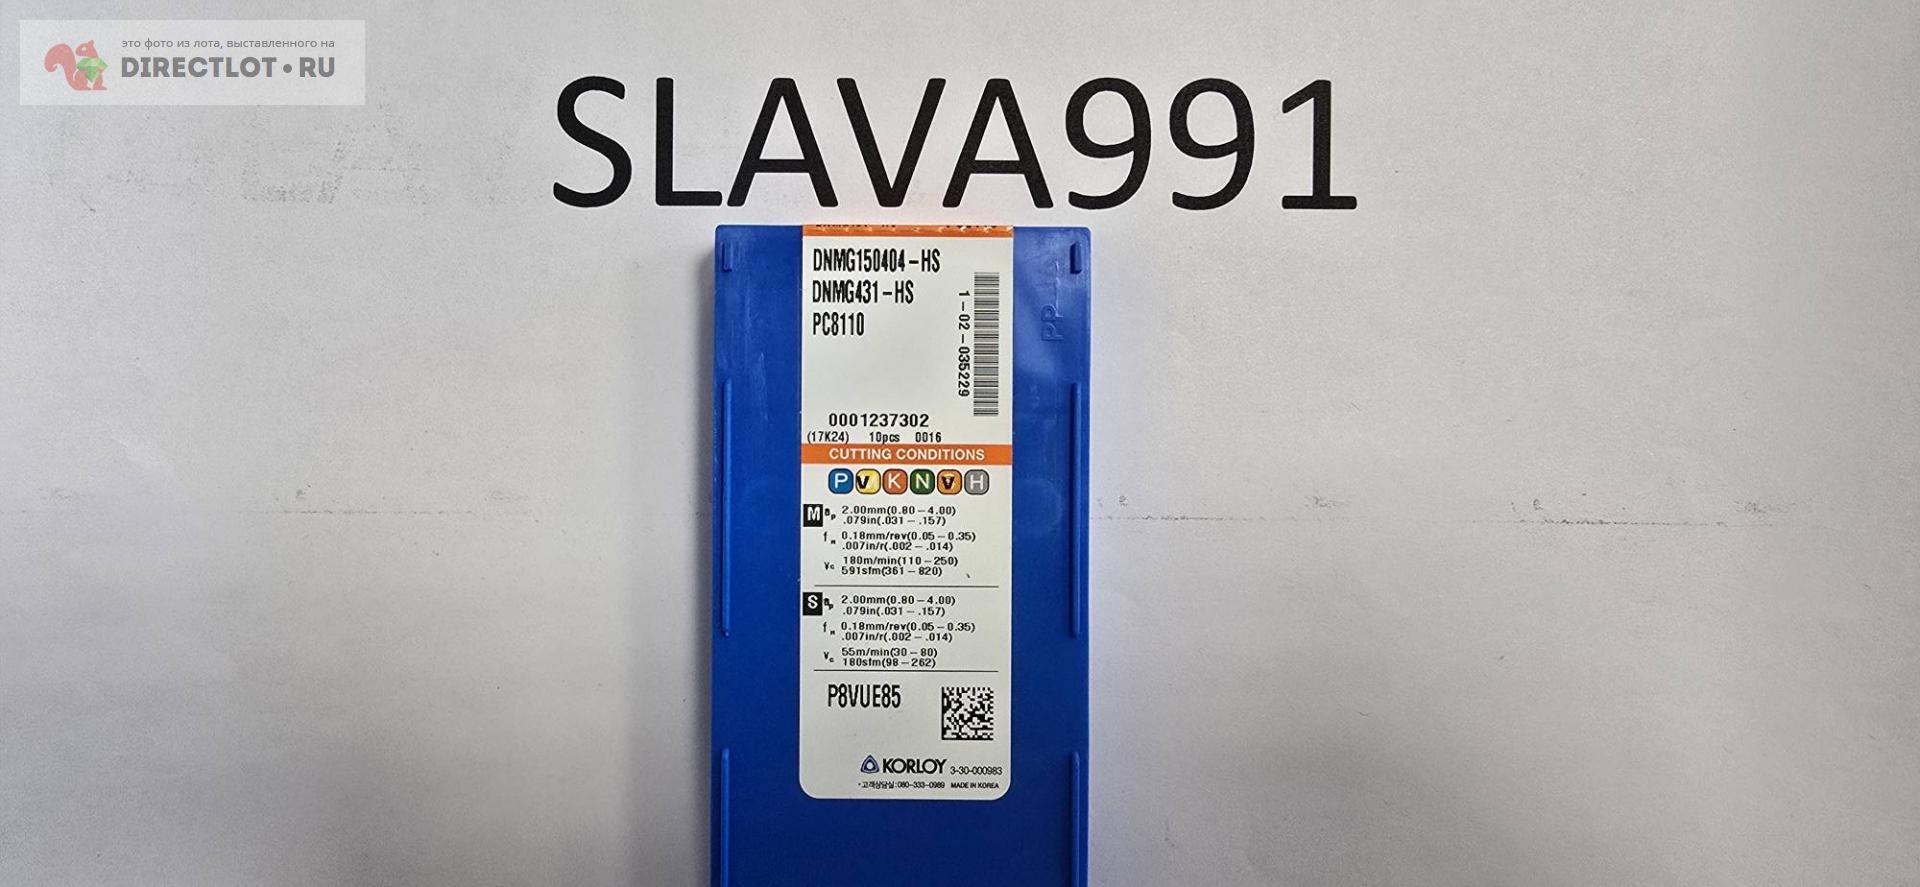 это фото из лота, выставленного на
DIRECTLOT•RU
SLAVA991
DNMG150404-HS
DNMG431-HS
PC8110
1-02-035229
0001237302
(17K24) 10pcs 0016
CUTTING CONDITIONS
P V K N V H
M ap 2.00mm(0.80-4.00)
.079in(.031-.157)
fn 0.18mm/rev(0.05-0.35)
.007in/r(.002-.014)
vc 180m/min(110-250)
591sfm(361-820)
S ap 2.00mm(0.80-4.00)
.079in(.031-.157)
fn 0.18mm/rev(0.05-0.35)
.007in/r(.002-.014)
vc 55m/min(30-80)
180sfm(98-262)
P8VUE85
KORLOY 3-30-000983
•고객상담실:080-333-0989 MADE IN KOREA
PP